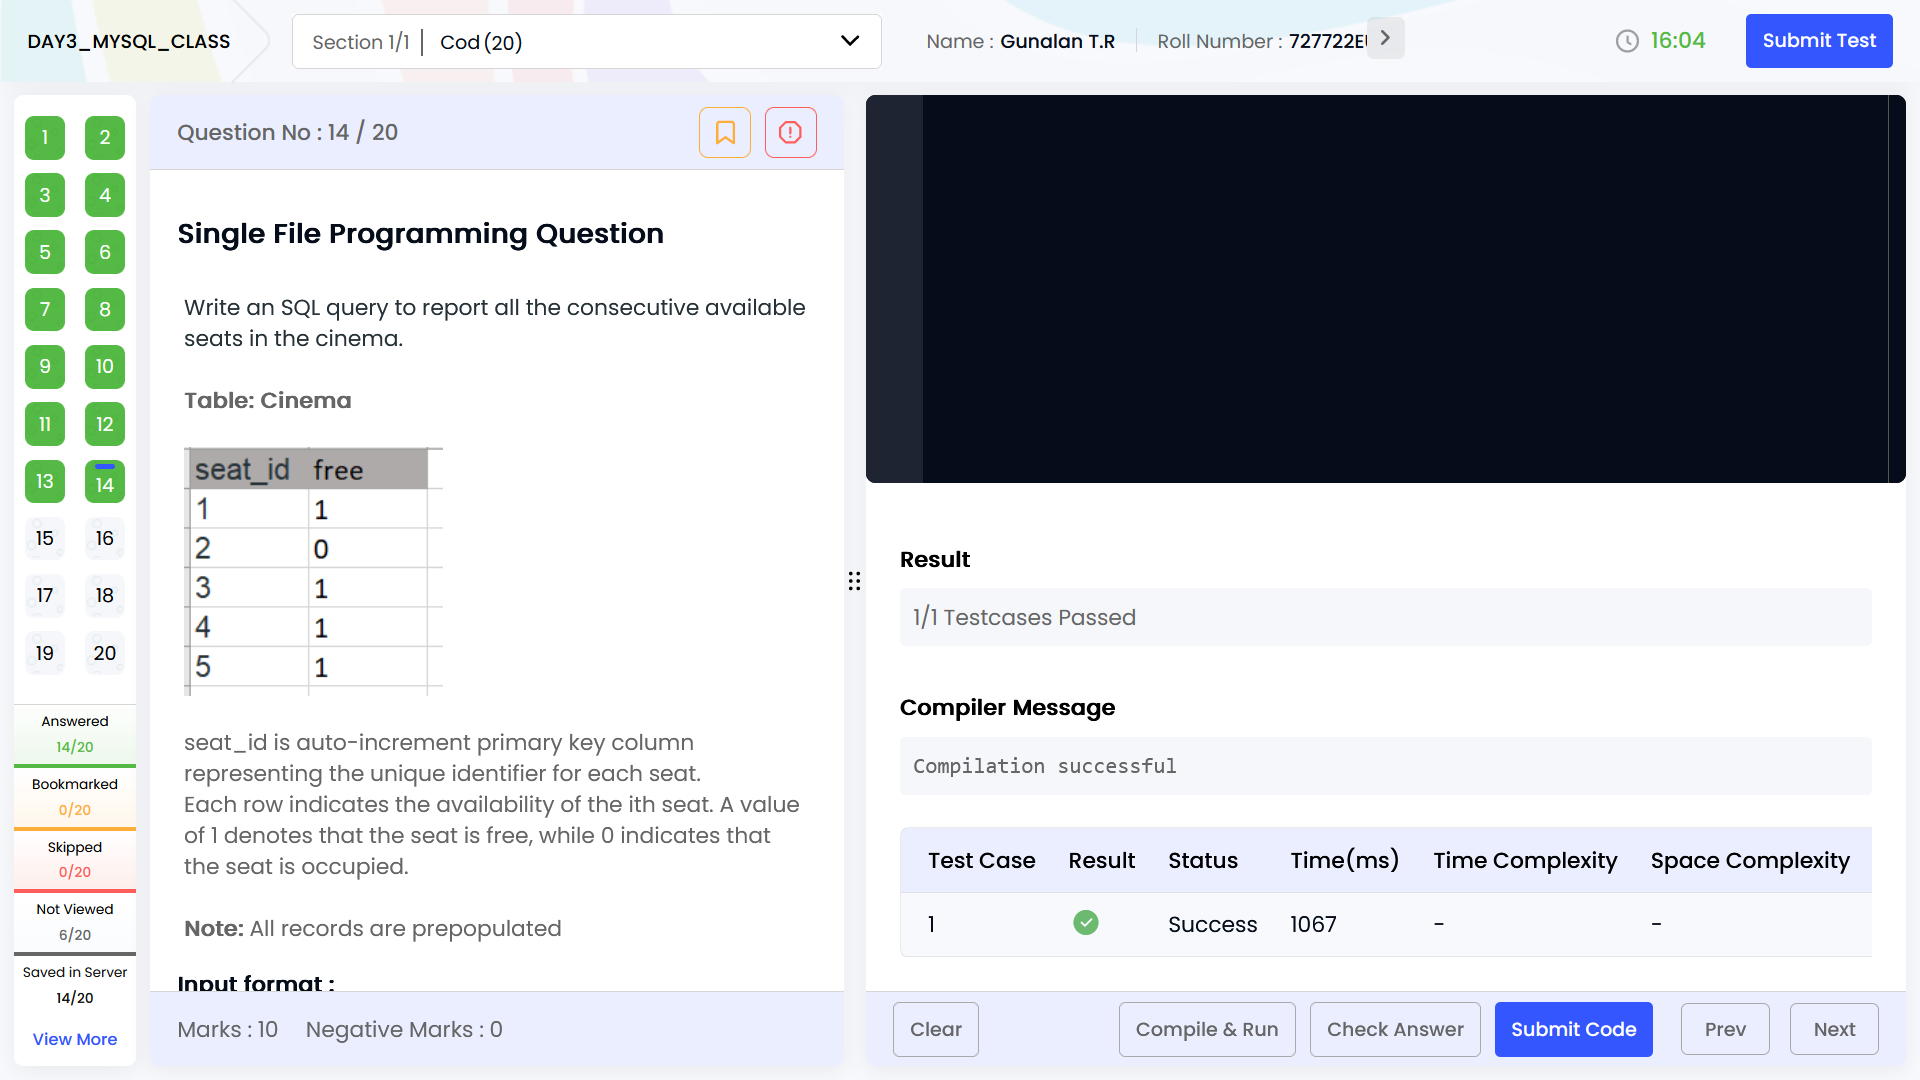 DAY3_MYSQL_CLASS
Section 1/1 | Cod (20)
Name : Gunalan T.R
Roll Number :
16:04
Submit Test
1 2
3 4
5 6
7 8
9 10
11 12
13 14
15 16
17 18
19 20
Answered
14/20
Bookmarked
0/20
Skipped
0/20
Not Viewed
6/20
Saved in Server
14/20
View More
Question No : 14 / 20
Single File Programming Question
Write an SQL query to report all the consecutive available
seats in the cinema.
Table: Cinema
seat_id free
1 1
2 0
3 1
4 1
5 1
seat_id is auto-increment primary key column
representing the unique identifier for each seat.
Each row indicates the availability of the ith seat. A value
of 1 denotes that the seat is free, while 0 indicates that
the seat is occupied.
Note: All records are prepopulated
Input format :
Marks : 10 Negative Marks : 0
Result
1/1 Testcases Passed
Compiler Message
Compilation successful
Test Case Result Status Time(ms) Time Complexity Space Complexity
1 Success 1067 - -
Clear
Compile & Run
Check Answer
Submit Code
Prev
Next